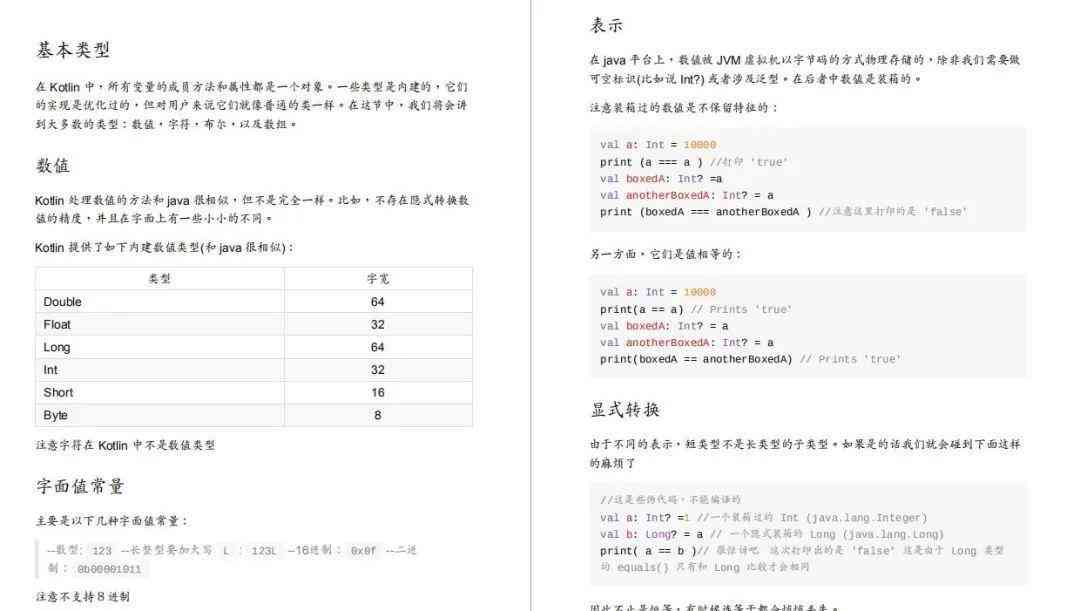 基本类型
在 Kotlin 中，所有变量的成员方法和属性都是一个对象。一些类型是内建的，它们
的实现是优化过的，但对用户来说它们就像普通的类一样。在这节中，我们将会讲
到大多数的类型：数值，字符，布尔，以及数组。
数值
Kotlin 处理数值的方法和 java 很相似，但不是完全一样。比如，不存在隐式转换数
值的精度，并且在字面上有一些小小的不同。
Kotlin 提供了如下内建数值类型(和 java 很相似)：
类型 字宽
Double 64
Float 32
Long 64
Int 32
Short 16
Byte 8
注意字符在 Kotlin 中不是数值类型
字面值常量
主要是以下几种字面值常量：
--数型: 123 --长整型要加大写 L : 123L --16进制： 0x0f --二进
制： 0b00001011
注意不支持８进制
表示
在 java 平台上，数值被 JVM 虚拟机以字节码的方式物理存储的，除非我们需要做
可空标识(比如说 Int?) 或者涉及泛型。在后者中数值是装箱的。
注意装箱过的数值是不保留特征的：
val a: Int = 10000
print (a === a ) //打印 'true'
val boxedA: Int? =a
val anotherBoxedA: Int? = a
print (boxedA === anotherBoxedA ) //注意这里打印的是 'false'
另一方面，它们是值相等的：
val a: Int = 10000
print(a == a) // Prints 'true'
val boxedA: Int? = a
val anotherBoxedA: Int? = a
print(boxedA == anotherBoxedA) // Prints 'true'
显式转换
由于不同的表示，短类型不是长类型的子类型。如果是的话我们就会碰到下面这样
的麻烦了
//这是些伪代码，不能编译的
val a: Int? =1 //一个装箱过的 Int (java.lang.Integer)
val b: Long? = a // 一个隐式装箱的 Long (java.lang.Long)
print( a == b )// 很惊讶吧 这次打印出的是 'false' 这是由于 Long 类型
的 equals() 只有和 Long 比较才会相同
因此不止是恒等，有时候连等于都会悄悄丢失。